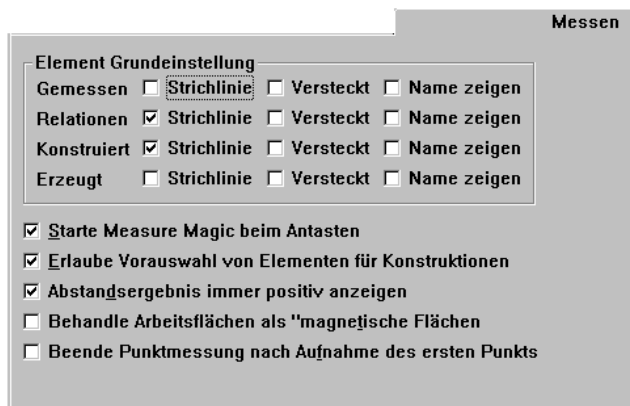 Messen
Element Grundeinstellung
Gemessen Strichlinie Versteckt Name zeigen
Relationen Strichlinie Versteckt Name zeigen
Konstruiert Strichlinie Versteckt Name zeigen
Erzeugt Strichlinie Versteckt Name zeigen
Starte Measure Magic beim Antasten
Erlaube Vorauswahl von Elementen für Konstruktionen
Abstandsergebnis immer positiv anzeigen
Behandle Arbeitsflächen als "magnetische Flächen
Beende Punktmessung nach Aufnahme des ersten Punkts